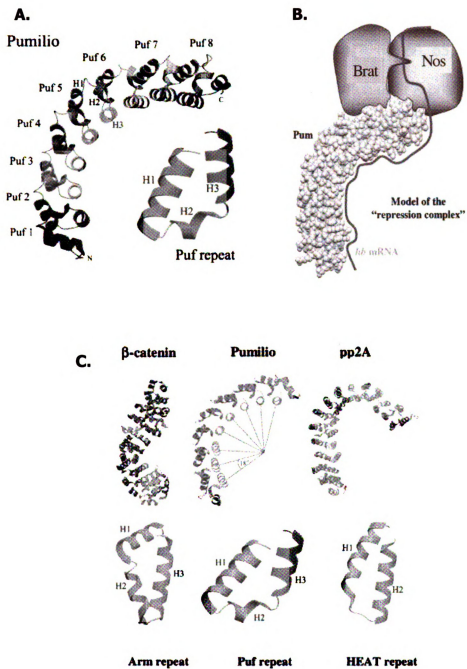 A.
Pumilio
Puf 1
Puf 2
Puf 3
Puf 4
Puf 5
Puf 6
Puf 7
Puf 8
H1
H2
H3
N
C
H1
H2
H3
Puf repeat
B.
Brat
Nos
Pum
Model of the
"repression complex"
hb mRNA
C.
β-catenin
Pumilio
pp2A
H1
H2
H3
H1
H2
H3
H1
H2
Arm repeat
Puf repeat
HEAT repeat